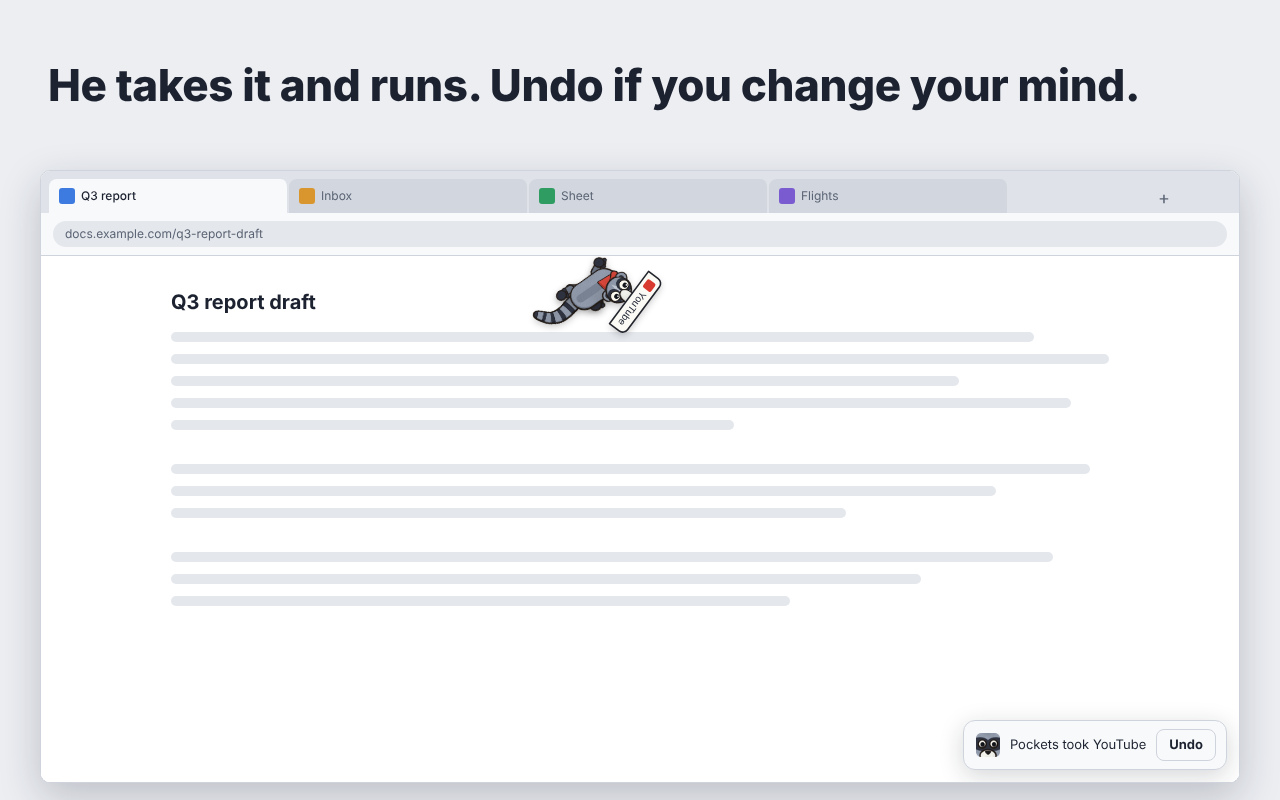 He takes it and runs. Undo if you change your mind.
Q3 report
Inbox
Sheet
Flights
+
docs.example.com/q3-report-draft
Q3 report draft
YouTube
Pockets took YouTube
Undo